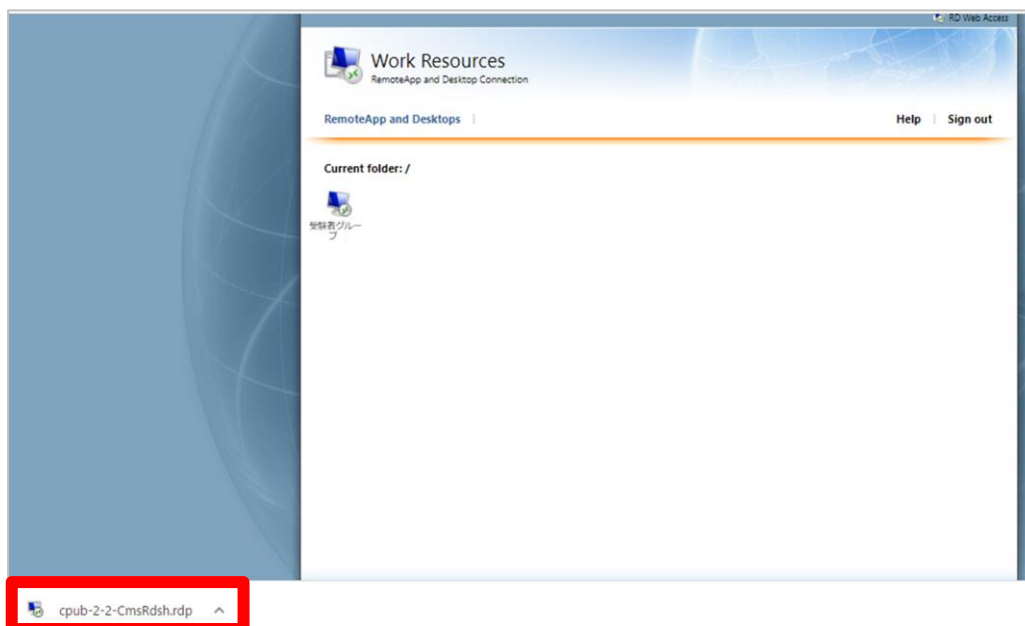 RD Web Access
Work Resources
RemoteApp and Desktop Connection
RemoteApp and Desktops
Help
Sign out
Current folder: /
受験者グルー
プ
cpub-2-2-CmsRdsh.rdp